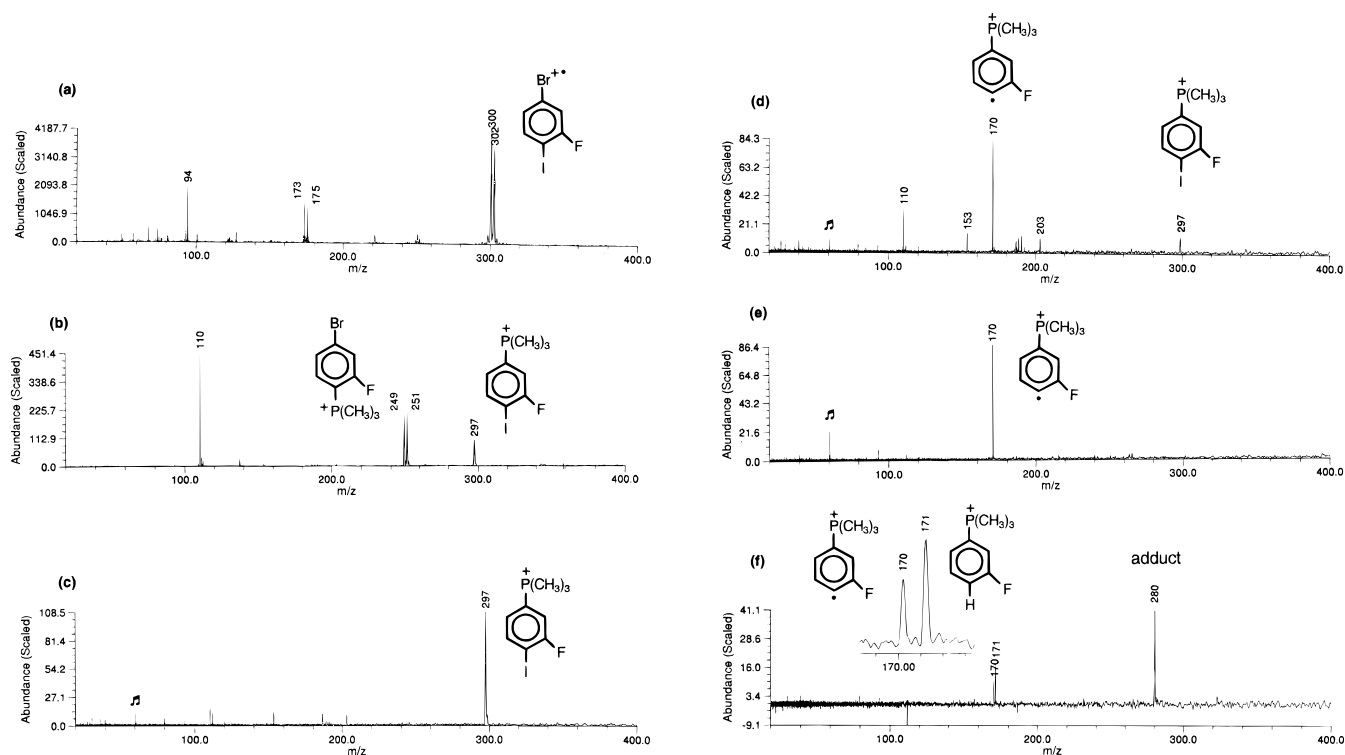 (a)
Abundance (Scaled)
4187.7
3140.8
2093.8
1046.9
0.0
94
173
175
302
300
Br+•
F
I
100.0
200.0
300.0
400.0
m/z
(b)
Abundance (Scaled)
451.4
338.6
225.7
112.9
0.0
110
Br
F
+P(CH3)3
249
251
297
+
P(CH3)3
F
I
100.0
200.0
300.0
400.0
m/z
(c)
Abundance (Scaled)
108.5
81.4
54.2
27.1
0.0
297
+
P(CH3)3
F
I
100.0
200.0
300.0
400.0
m/z
(d)
Abundance (Scaled)
84.3
63.2
42.2
21.1
0.0
110
153
170
203
297
+
P(CH3)3
F
•
+
P(CH3)3
F
I
100.0
200.0
300.0
400.0
m/z
(e)
Abundance (Scaled)
86.4
64.8
43.2
21.6
0.0
170
+
P(CH3)3
F
•
100.0
200.0
300.0
400.0
m/z
(f)
Abundance (Scaled)
41.1
28.6
16.0
3.4
-9.1
+
P(CH3)3
F
•
170
171
170.00
+
P(CH3)3
F
H
adduct
170
171
280
100.0
200.0
300.0
400.0
m/z